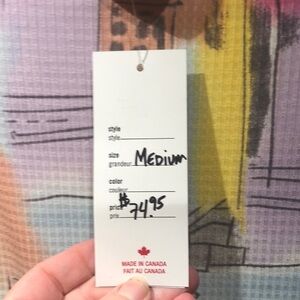 style
style
size
grandeur MEDIUM
color
couleur
price
prix $74.95
MADE IN CANADA
FAIT AU CANADA